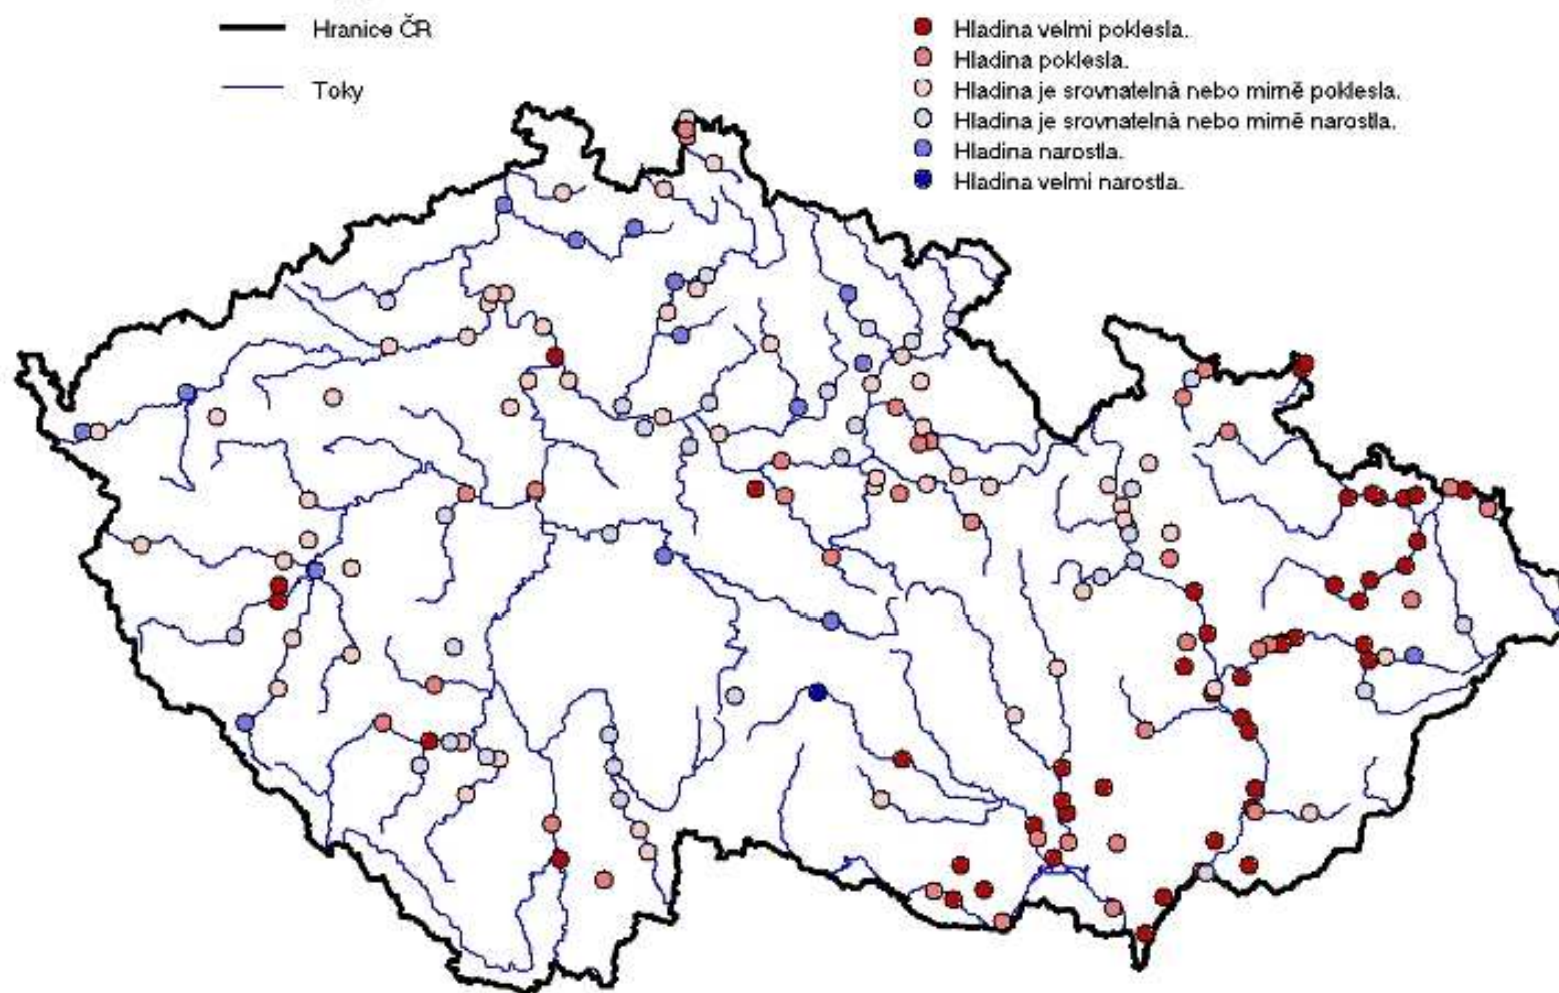 Hranice ČR
Toky
Hladina velmi poklesla.
Hladina poklesla.
Hladina je srovnatelná nebo mírně poklesla.
Hladina je srovnatelná nebo mírně narostla.
Hladina narostla.
Hladina velmi narostla.